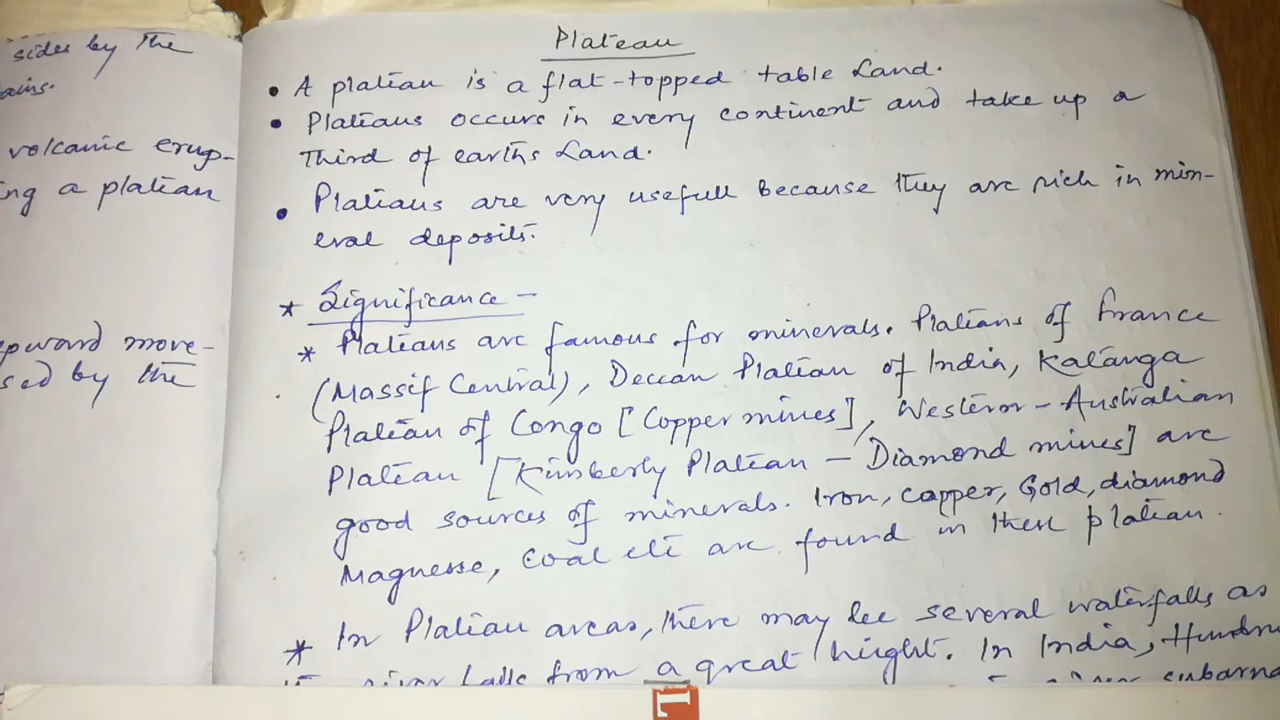 sides by the
ains.
volcanic erup-
ing a plateau
pward move-
sed by the
Plateau
• A plateau is a flat-topped table Land.
• Plateaus occurs in every continent and take up a
Third of earths Land.
• Plateaus are very usefull because they are rich in min-
eral deposits.
* Significance -
* Plateaus are famous for minerals. Plateaus of France
(Massif Central), Deccan Plateau of India, Katanga
Plateau of Congo [Copper mines], Western-Australian
Plateau [Kimberly Plateau - Diamond mines] are
good sources of minerals. Iron, copper, Gold, diamond
Magnesse, Coal etc are found in these plateau.
* In Plateau areas, there may be several waterfalls as
river falls from a great height. In India, Hundru
L